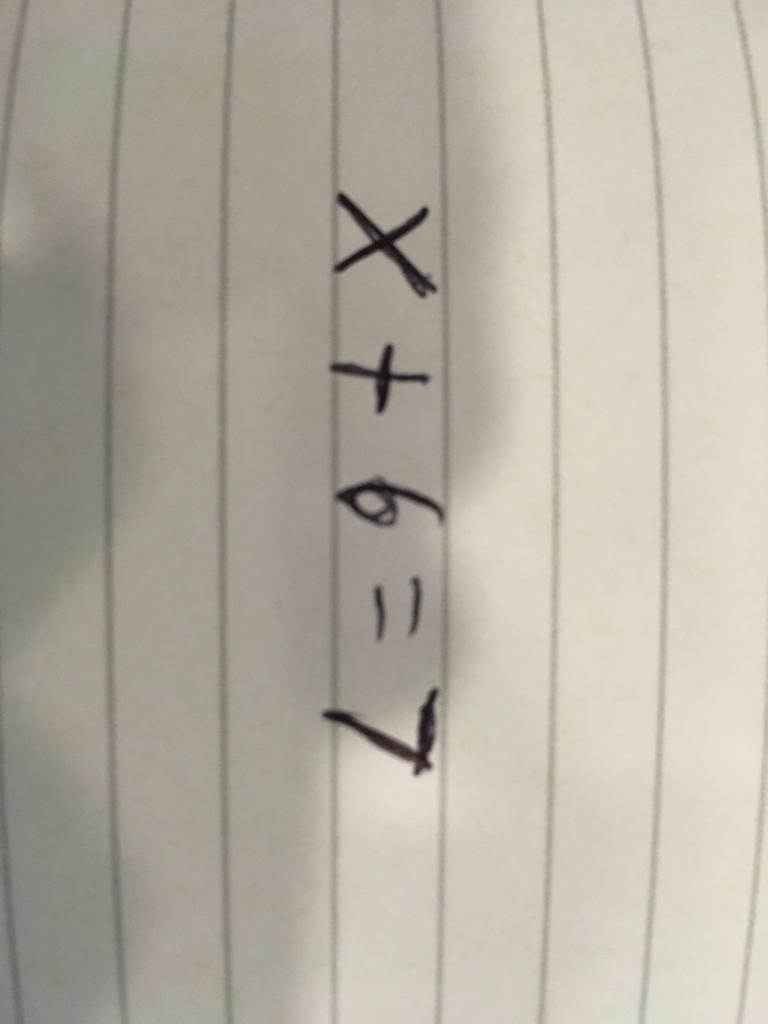 X + 6 = 7